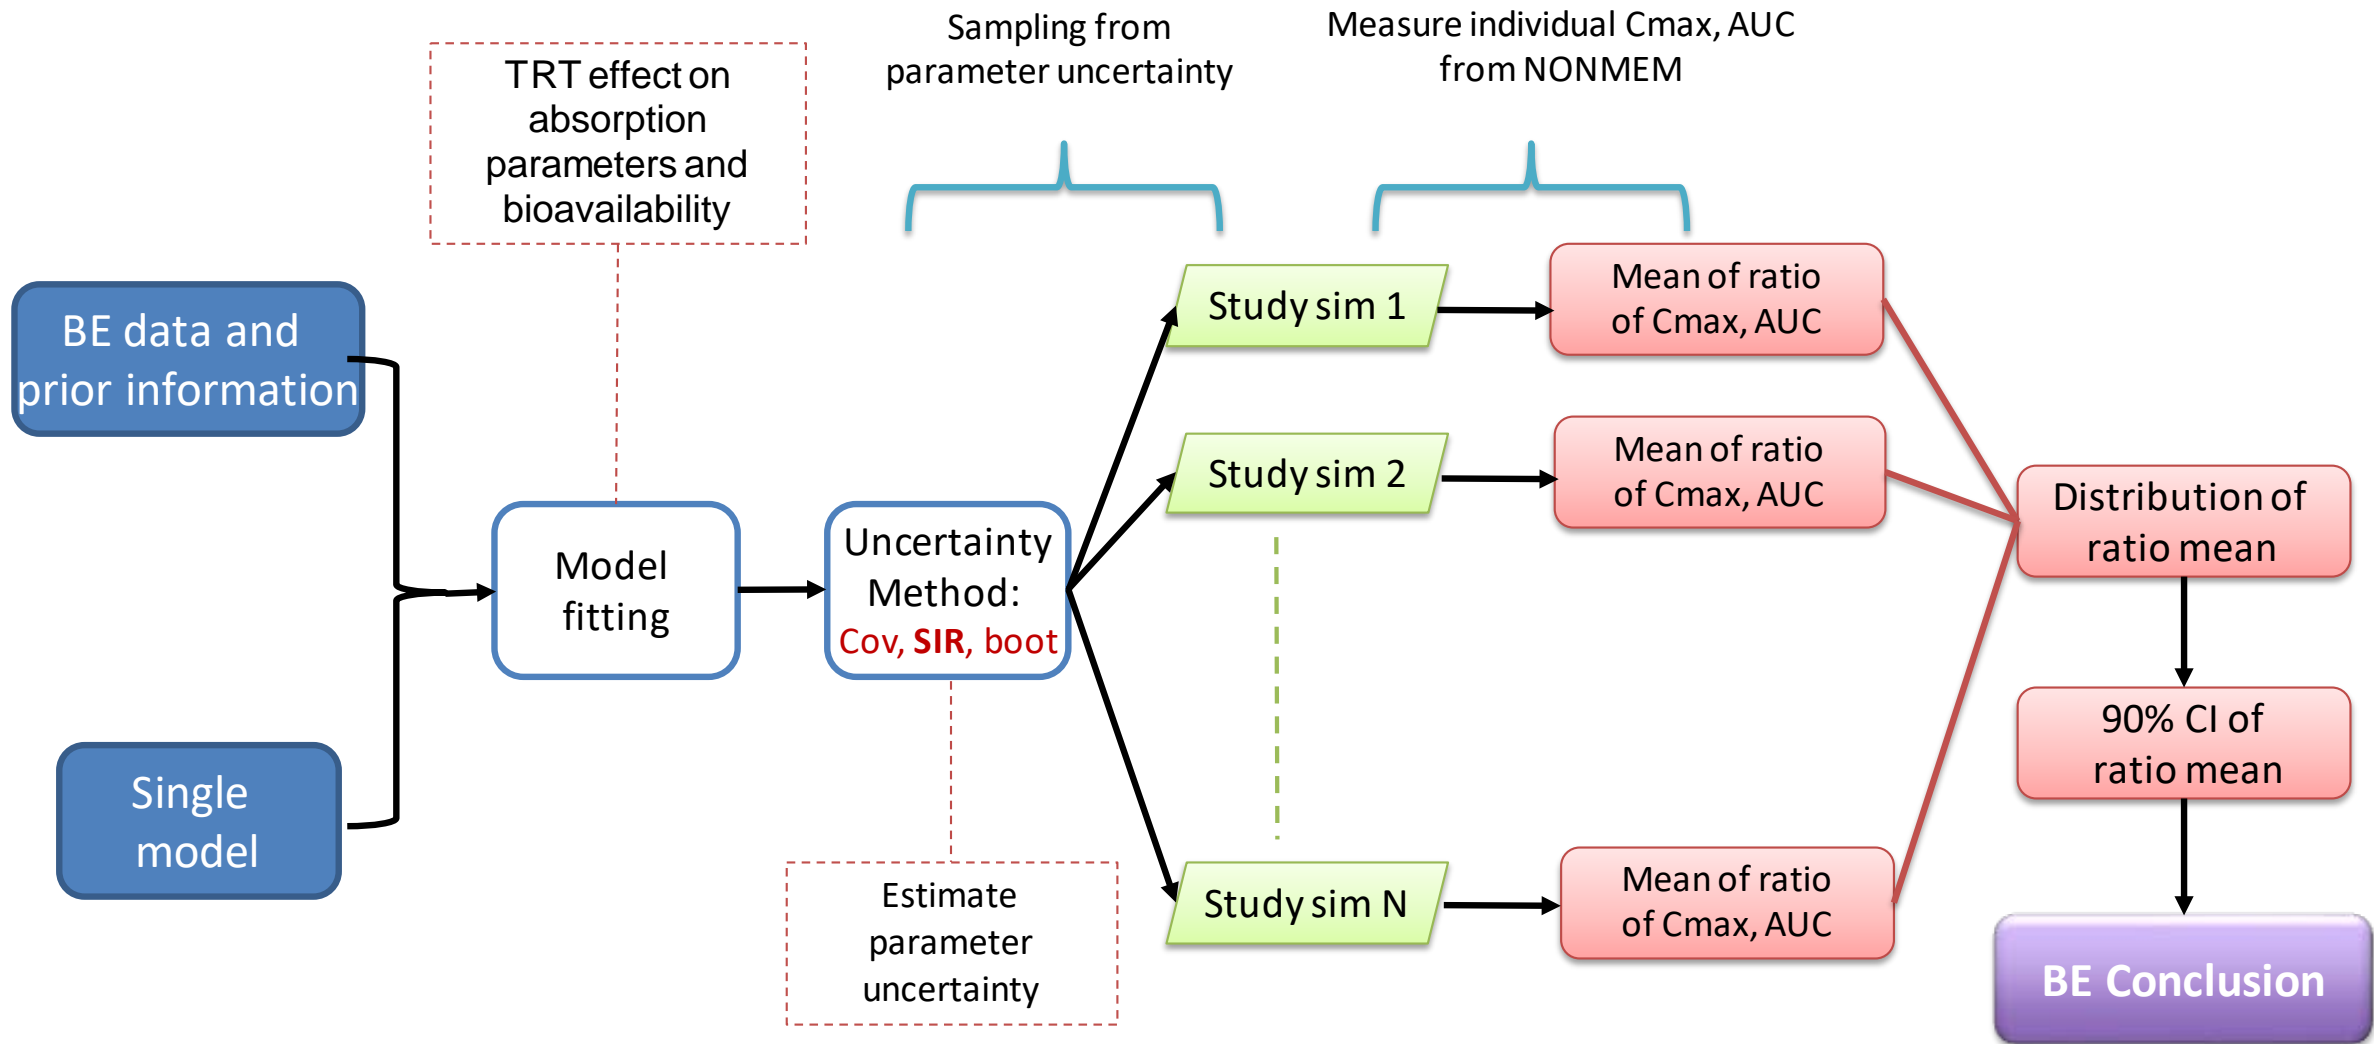 Sampling from
parameter uncertainty
Measure individual Cmax, AUC
from NONMEM
TRT effect on
absorption
parameters and
bioavailability
BE data and
prior information
Single
model
Model
fitting
Uncertainty
Method:
Cov, SIR, boot
Estimate
parameter
uncertainty
Study sim 1
Mean of ratio
of Cmax, AUC
Study sim 2
Mean of ratio
of Cmax, AUC
Study sim N
Mean of ratio
of Cmax, AUC
Distribution of
ratio mean
90% CI of
ratio mean
BE Conclusion